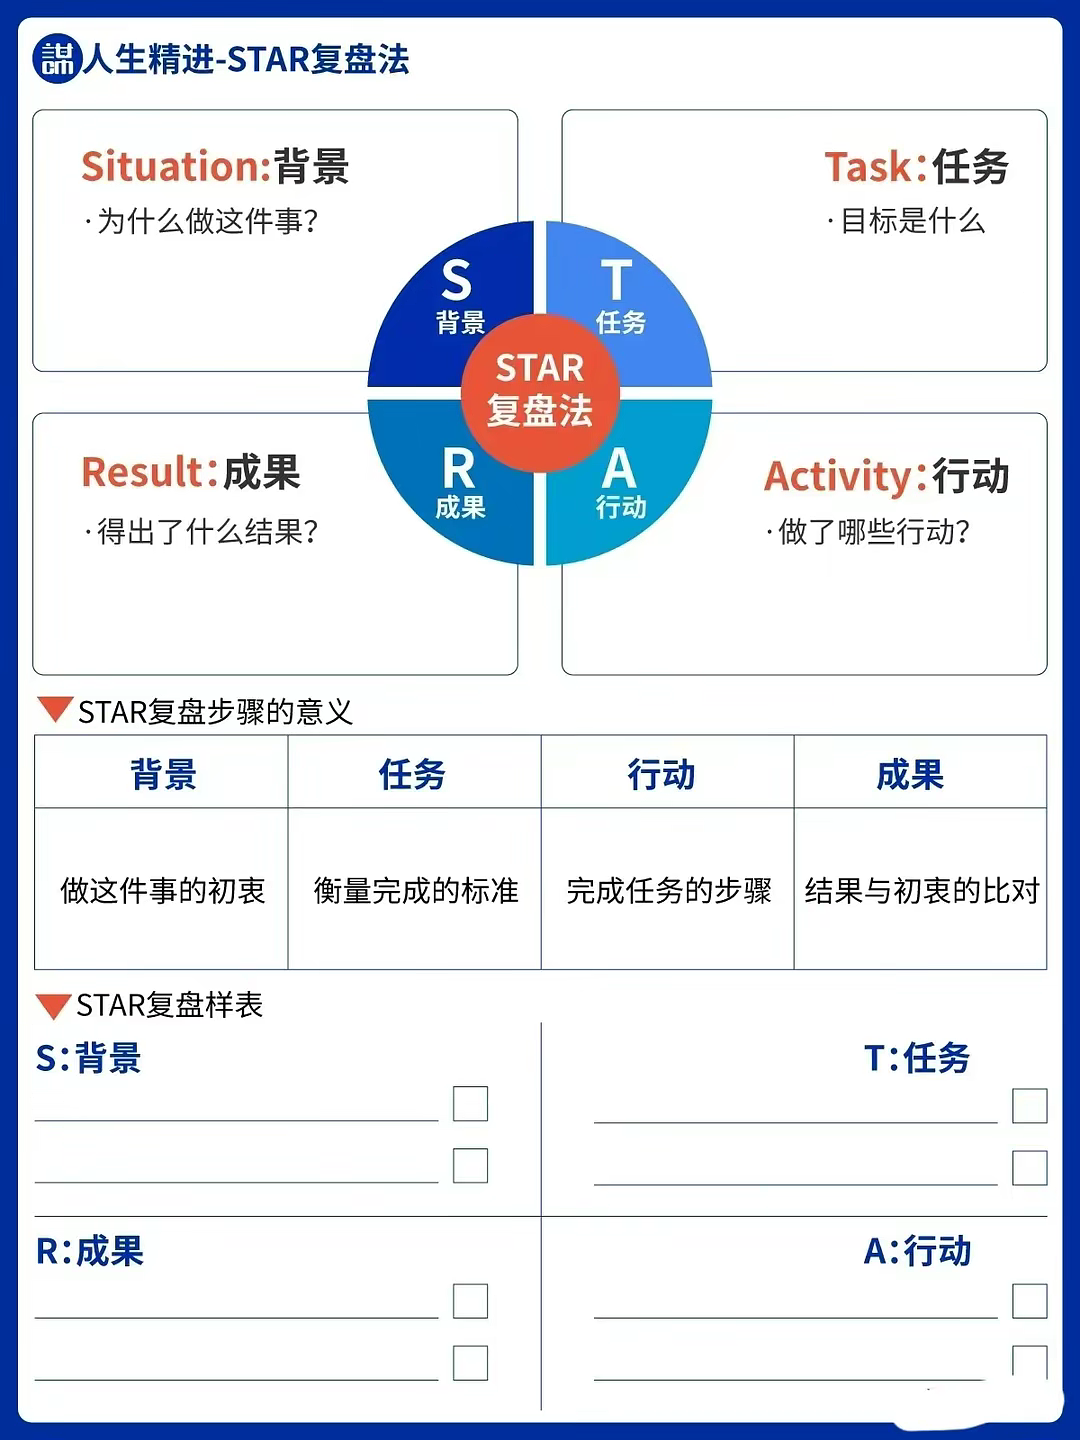 謀
cm
人生精进-STAR复盘法
Situation:背景
·为什么做这件事?
Task:任务
·目标是什么
S
背景
T
任务
STAR
复盘法
R
成果
A
行动
Result:成果
·得出了什么结果?
Activity:行动
·做了哪些行动?
STAR复盘步骤的意义
背景 任务 行动 成果
做这件事的初衷 衡量完成的标准 完成任务的步骤 结果与初衷的比对
STAR复盘样表
S:背景
T:任务
R:成果
A:行动